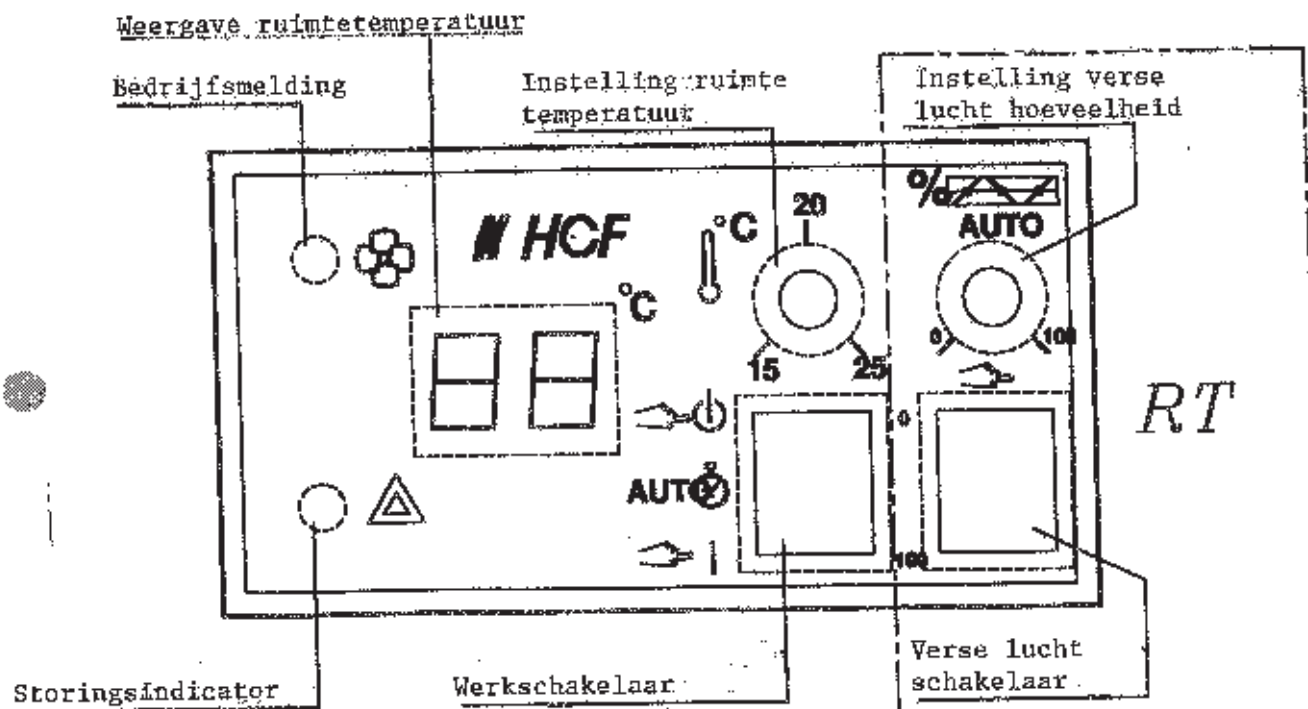 Weergave ruimtetemperatuur
Bedrijfsmelding
Instelling ruimte
temperatuur
Instelling verse
lucht hoeveelheid
HCF
°C
20
15
25
%
AUTO
0
100
°C
RT
AUTO
0
100
Storingsindicator
Werkschakelaar
Verse lucht
schakelaar